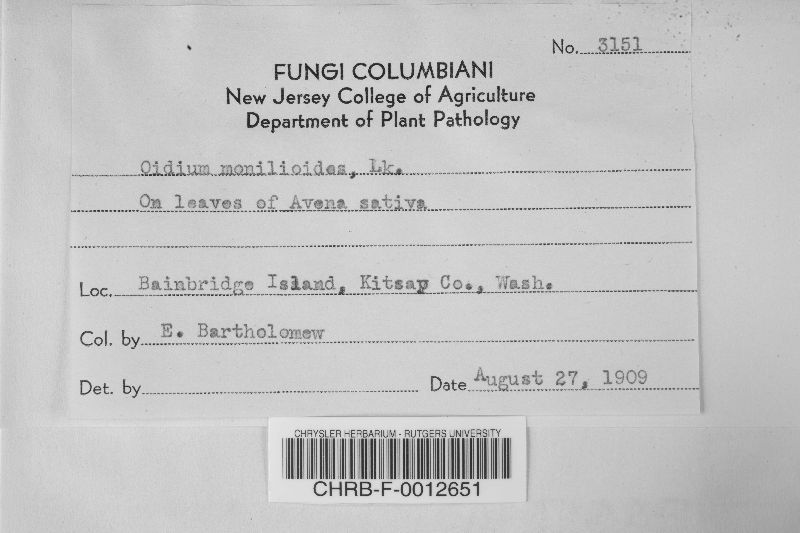 No. 3151
FUNGI COLUMBIANI
New Jersey College of Agriculture
Department of Plant Pathology
Oidium monilioides, Lk.
On leaves of Avena sativa
Loc. Bainbridge Island, Kitsap Co., Wash.
Col. by E. Bartholomew
Det. by
Date August 27, 1909
CHRYSLER HERBARIUM - RUTGERS UNIVERSITY
CHRB-F-0012651